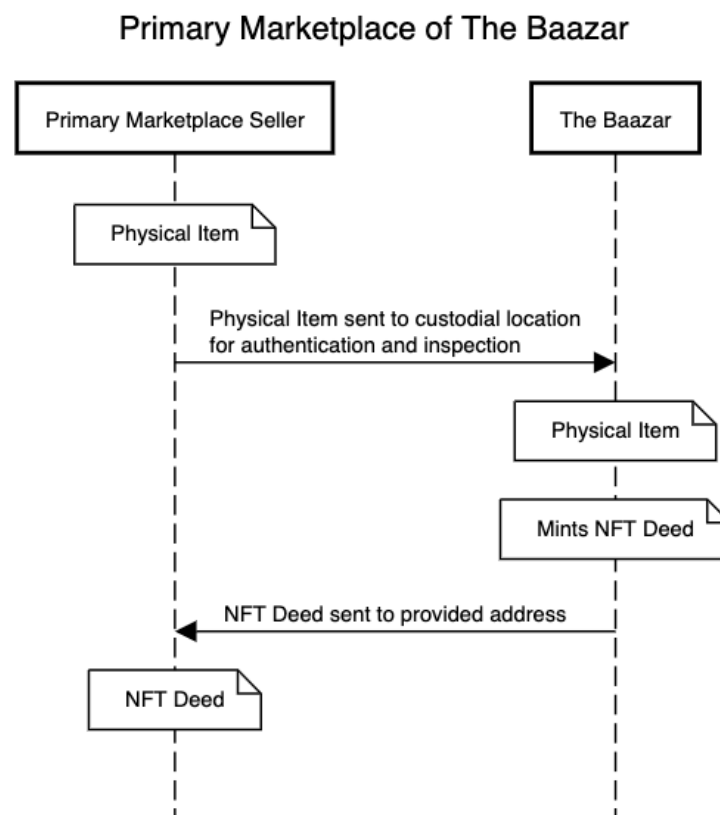 Primary Marketplace of The Baazar
Primary Marketplace Seller
The Baazar
Physical Item
Physical Item sent to custodial location
for authentication and inspection
Physical Item
Mints NFT Deed
NFT Deed sent to provided address
NFT Deed